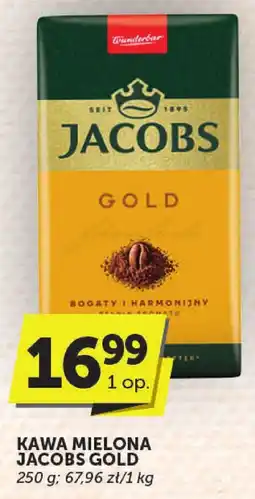 Wunderbar
SEIT 1895
JACOBS
GOLD
BOGATY I HARMONIJNY
16 99
1 op.
KAWA MIELONA
JACOBS GOLD
250 g; 67,96 zł/1 kg